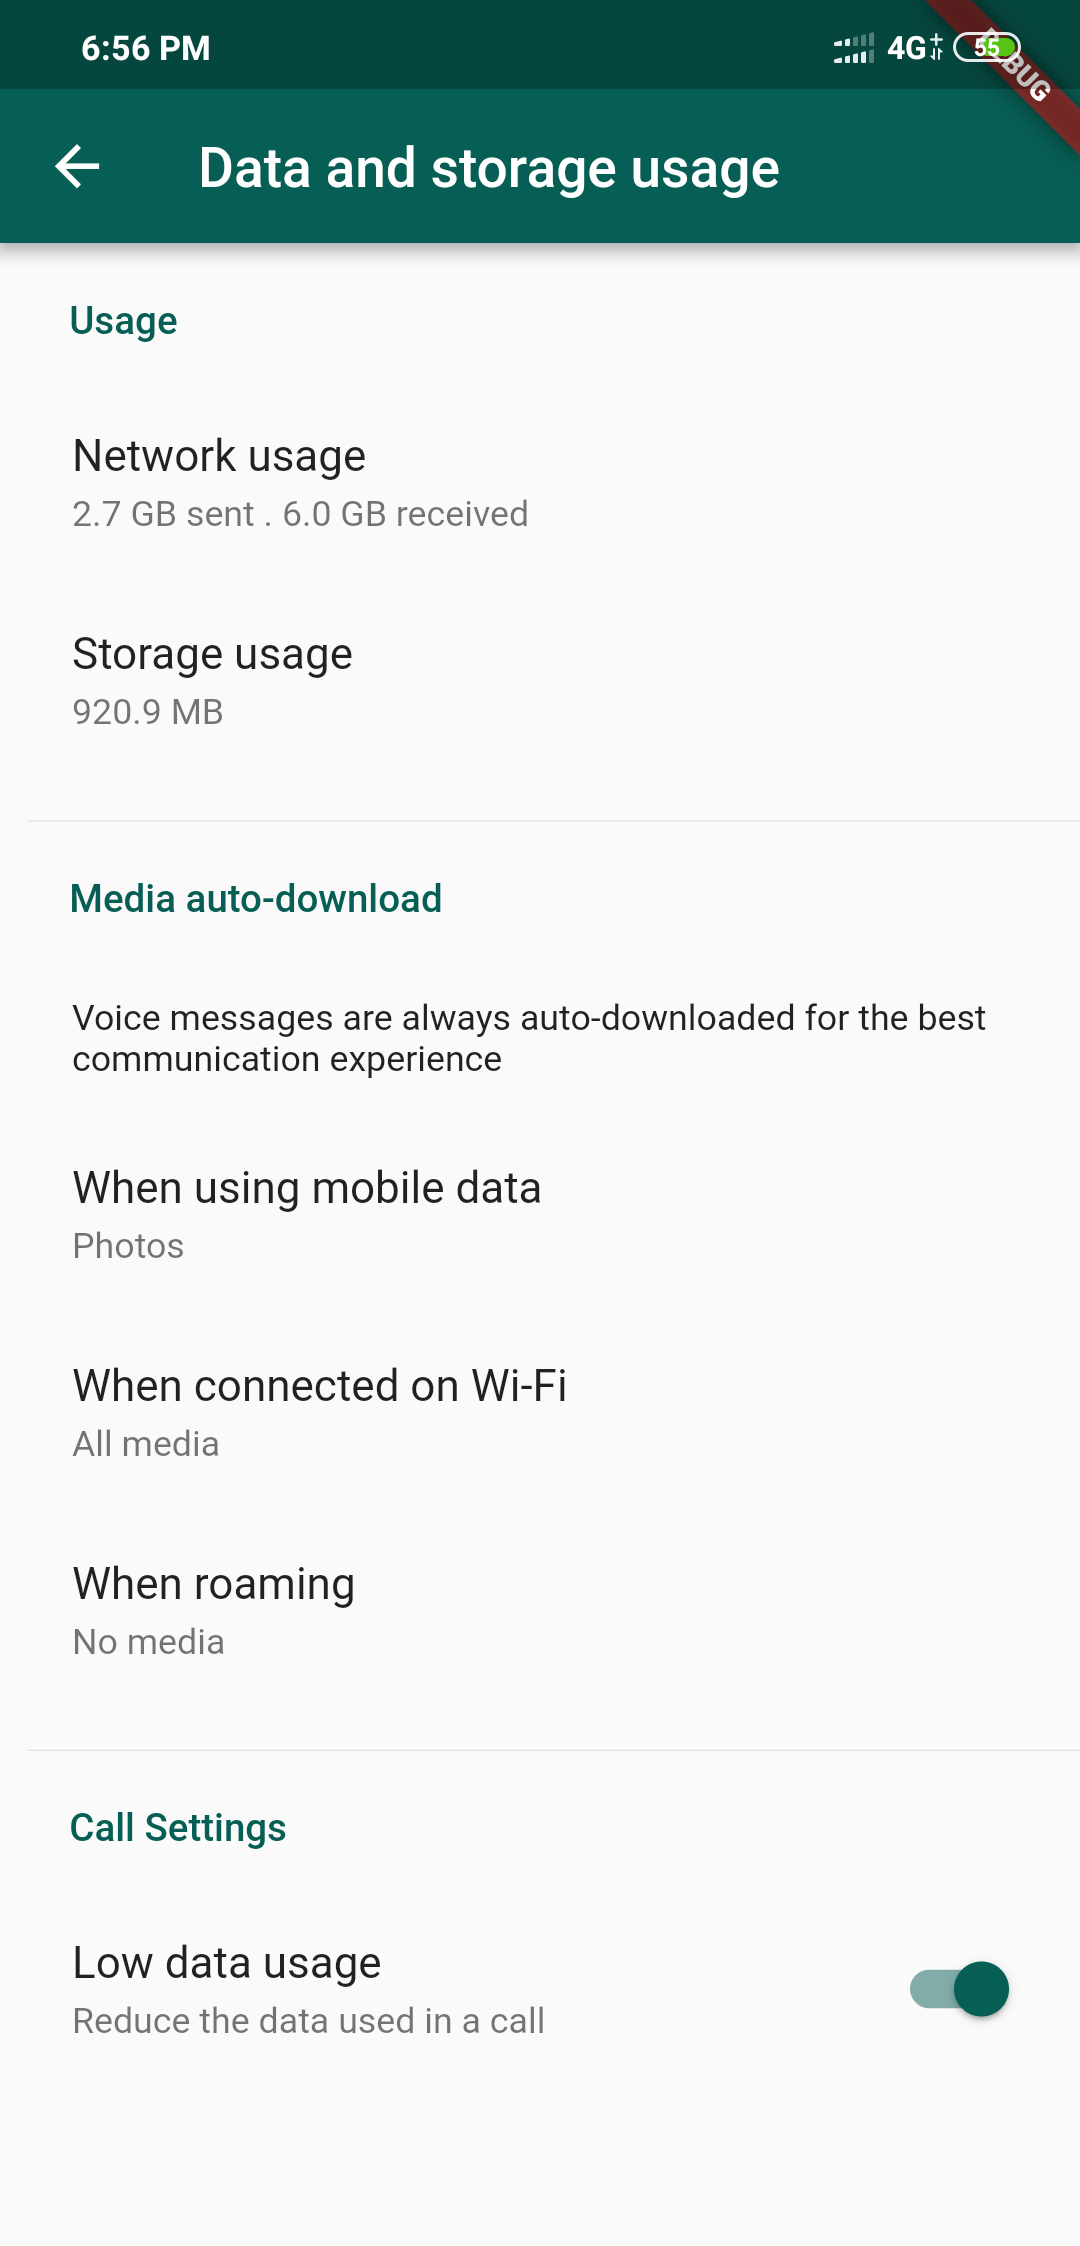 6:56 PM
4G
55
DEBUG
Data and storage usage
Usage
Network usage
2.7 GB sent . 6.0 GB received
Storage usage
920.9 MB
Media auto-download
Voice messages are always auto-downloaded for the best
communication experience
When using mobile data
Photos
When connected on Wi-Fi
All media
When roaming
No media
Call Settings
Low data usage
Reduce the data used in a call